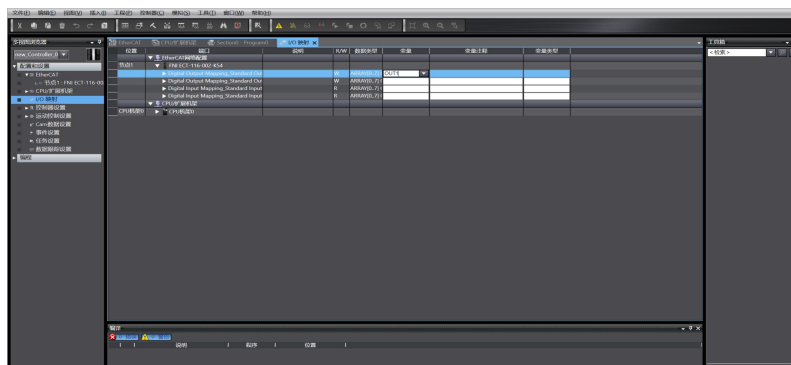 文件(F) 编辑(E) 视图(V) 插入(I) 工程(P) 控制器(C) 模拟(S) 工具(T) 窗口(W) 帮助(H)
多视图浏览器
new_Controller_0
配置和设置
EtherCAT
节点1 : FNI ECT-116-00
CPU/扩展机架
I/O 映射
控制器设置
运动控制设置
Cam数据设置
事件设置
任务设置
数据跟踪设置
编程
EtherCAT CPU/扩展机架 Section0 - Program0 I/O 映射
位置 端口 说明 R/W 数据类型 变量 变量注释 变量类型
EtherCAT网络配置
节点1 FNI ECT-116-002-K54
Digital Output Mapping_Standard Out W ARRAY[0..7] OUT1
Digital Output Mapping_Standard Ou W ARRAY[0..7]
Digital Input Mapping_Standard Input R ARRAY[0..7]
Digital Input Mapping_Standard Input R ARRAY[0..7]
CPU/扩展机架
CPU机架0 CPU机架0
编译
说明 程序 位置
工具箱
<检索>